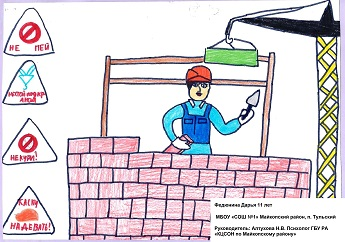 НЕ ПЕЙ
НЕ КУРИ!
КАСКУ
НАДЕВАТЬ!
Федюнина Дарья 11 лет
МБОУ «СОШ №1» Майкопский район, п. Тульский
Руководитель: Алтухова Н.В. Психолог ГБУ РА
«КЦСОН по Майкопскому району»